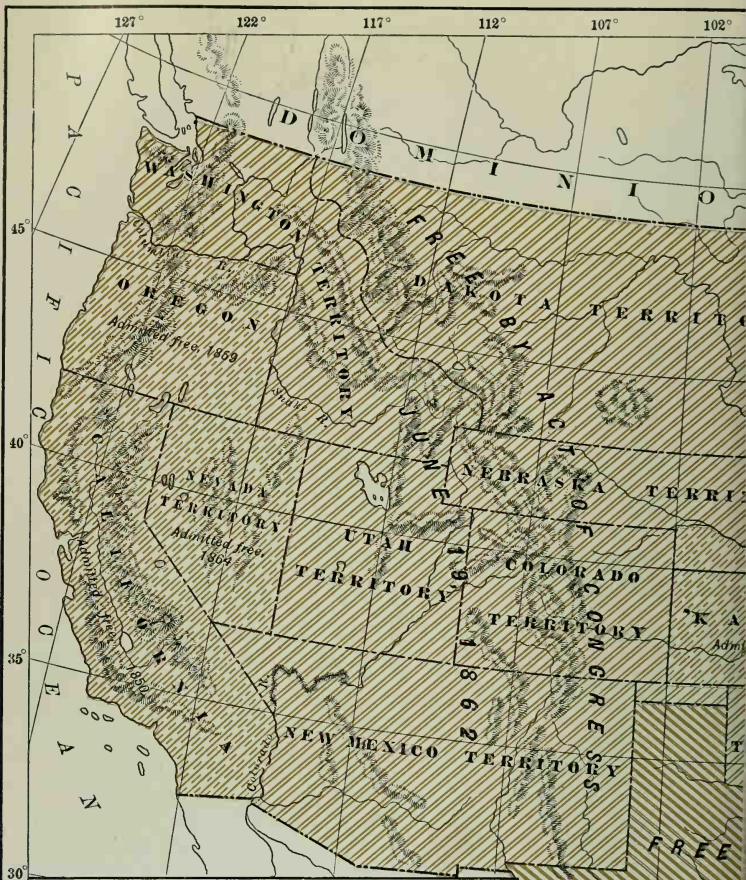 127° 122° 117° 112° 107° 102°
PACIFIC OCEAN
DOMINIO
WASHINGTON TERRITORY
FREE BY ACT OF CONGRESS
JUNE 19, 1862
DAKOTA TERRITO
45°
OREGON
Admitted free, 1859
Snake R.
40°
NEVADA
TERRITORY
Admitted free,
1864
CALIFORNIA
Admitted free, 1850
UTAH
TERRITORY
NEBRASKA TERRI
COLORADO
TERRITORY
KA
Adm
35°
Colorado R.
NEW MEXICO TERRITORY
T
FREE
30°